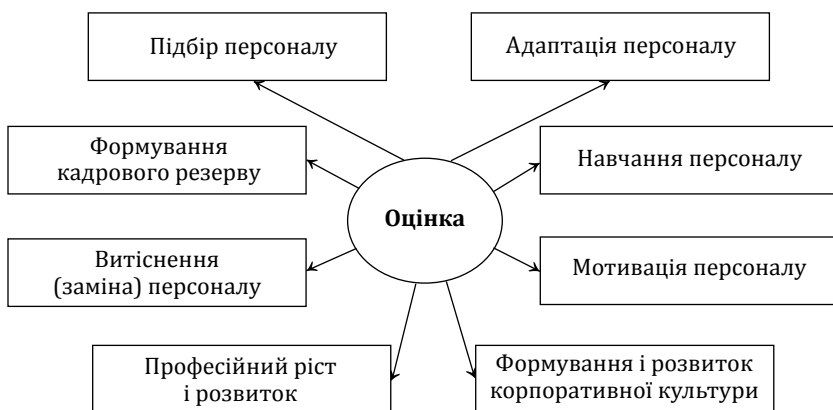 Підбір персоналу
Адаптація персоналу
Формування
кадрового резерву
Навчання персоналу
Оцінка
Витіснення
(заміна) персоналу
Мотивація персоналу
Професійний ріст
і розвиток
Формування і розвиток
корпоративної культури